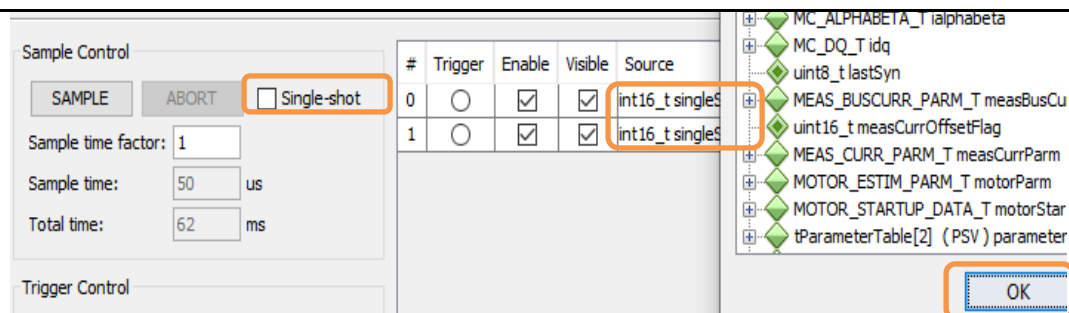 Sample Control
SAMPLE
ABORT
Single-shot
Sample time factor: 1
Sample time: 50 us
Total time: 62 ms
Trigger Control
# Trigger Enable Visible Source
0 int16_t singleS
1 int16_t singleS
MC_ALPHABETA_T ialphabeta
MC_DQ_T idq
uint8_t lastSyn
MEAS_BUSCURR_PARM_T measBusCu
uint16_t measCurrOffsetFlag
MEAS_CURR_PARM_T measCurrParm
MOTOR_ESTIM_PARM_T motorParm
MOTOR_STARTUP_DATA_T motorStar
tParameterTable[2] ( PSV ) parameter
OK